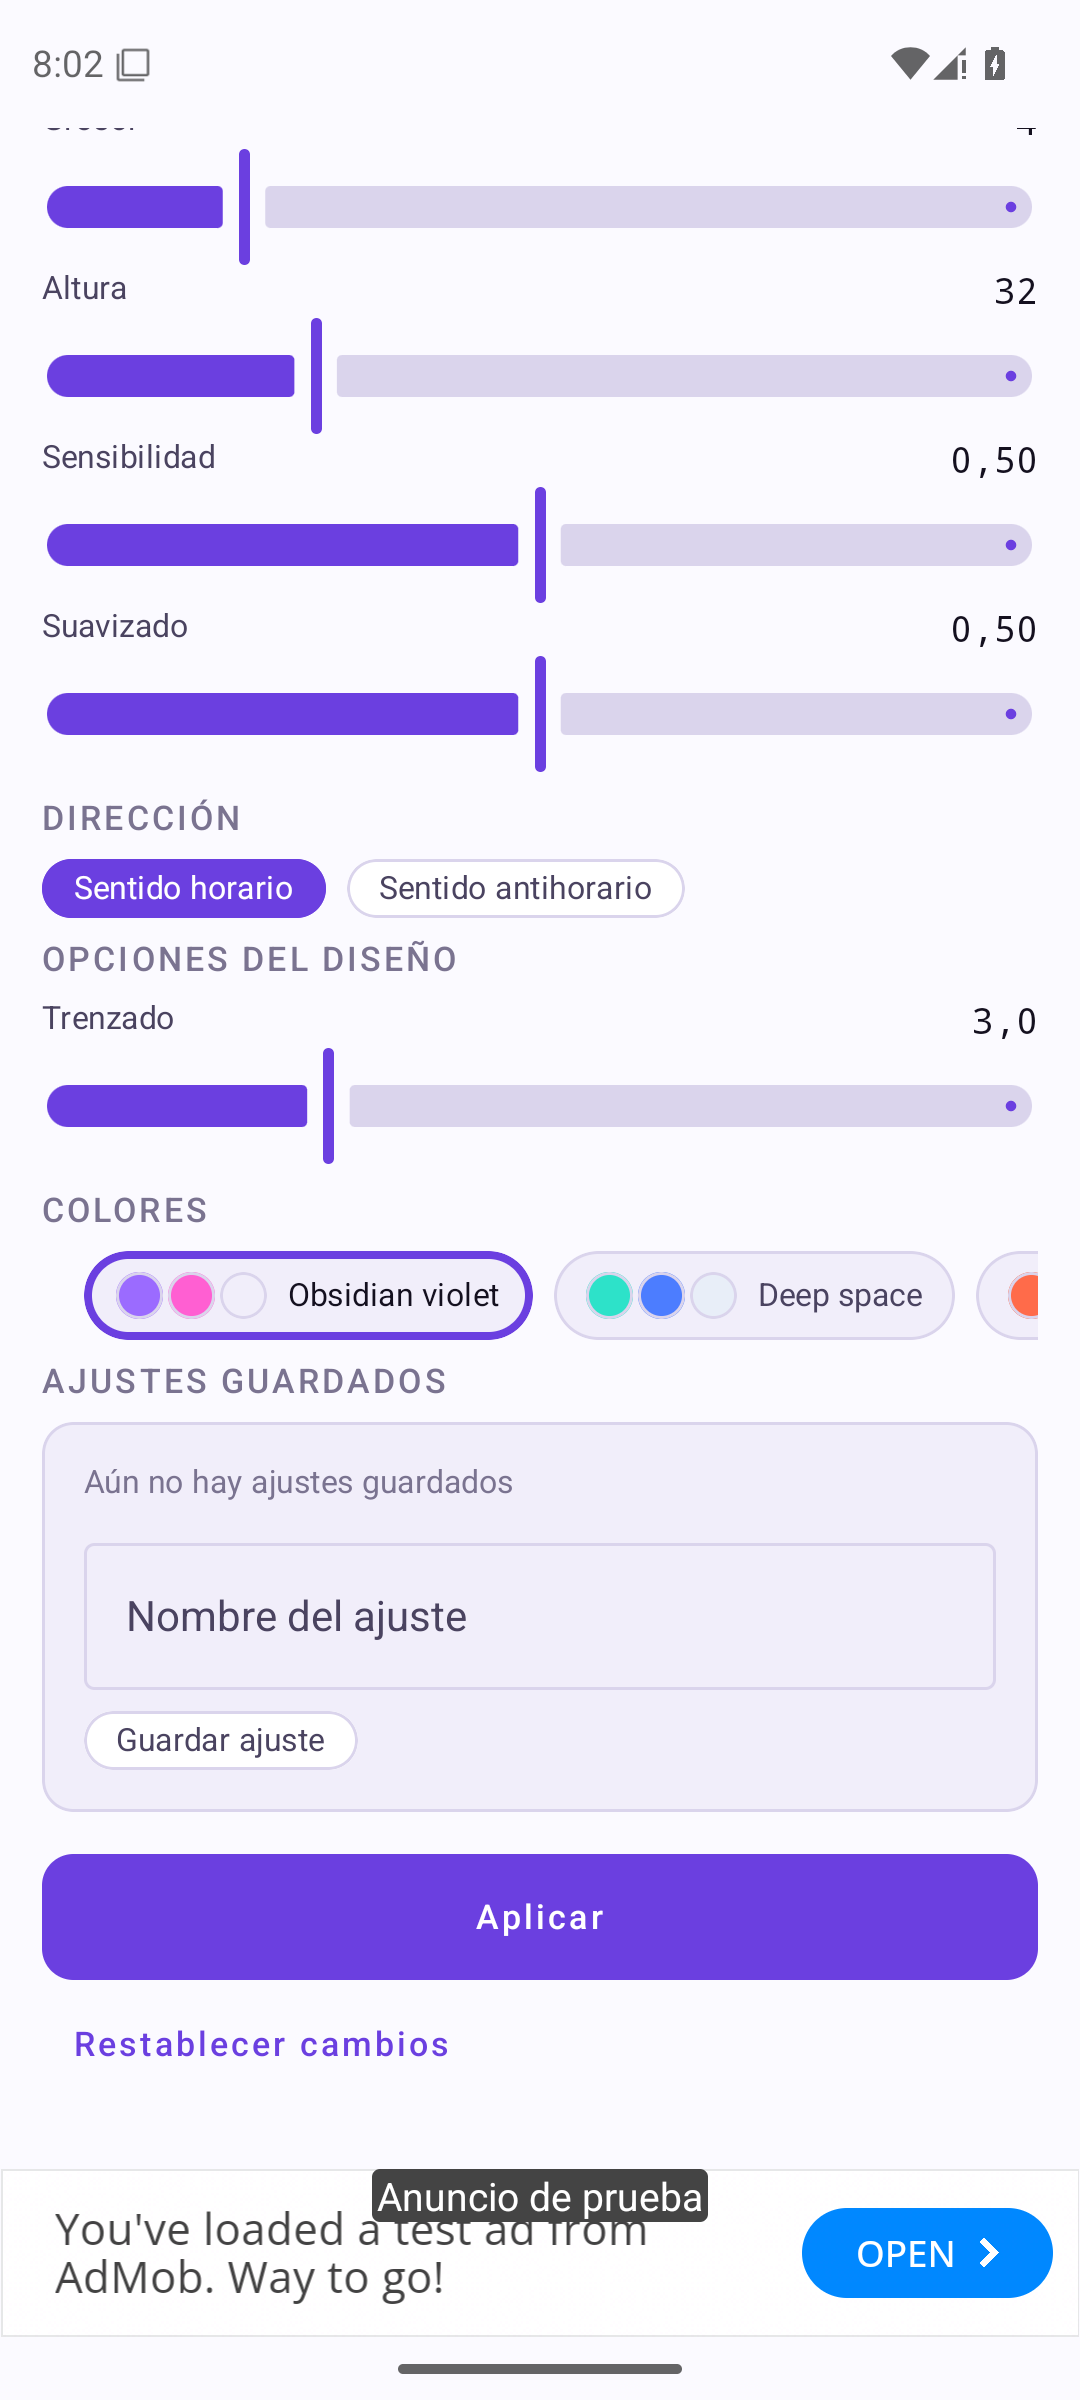 8:02
Altura
32
Sensibilidad
0,50
Suavizado
0,50
DIRECCIÓN
Sentido horario
Sentido antihorario
OPCIONES DEL DISEÑO
Trenzado
3,0
COLORES
Obsidian violet
Deep space
AJUSTES GUARDADOS
Aún no hay ajustes guardados
Nombre del ajuste
Guardar ajuste
Aplicar
Restablecer cambios
Anuncio de prueba
You've loaded a test ad from
AdMob. Way to go!
OPEN